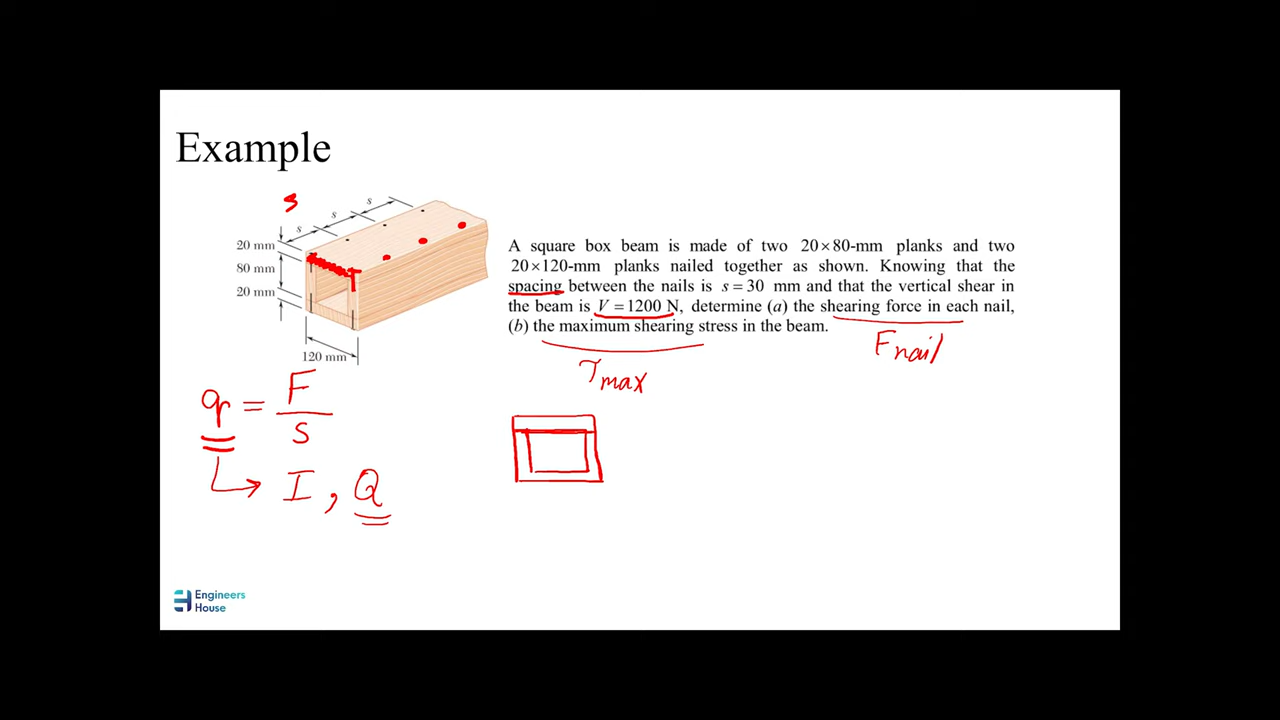 Example
s
s
s
s
20 mm
80 mm
20 mm
120 mm
A square box beam is made of two 20×80-mm planks and two
20×120-mm planks nailed together as shown. Knowing that the
spacing between the nails is s = 30 mm and that the vertical shear in
the beam is V = 1200 N, determine (a) the shearing force in each nail,
(b) the maximum shearing stress in the beam.
F nail
τ max
q = F
s
I , Q
Engineers
House